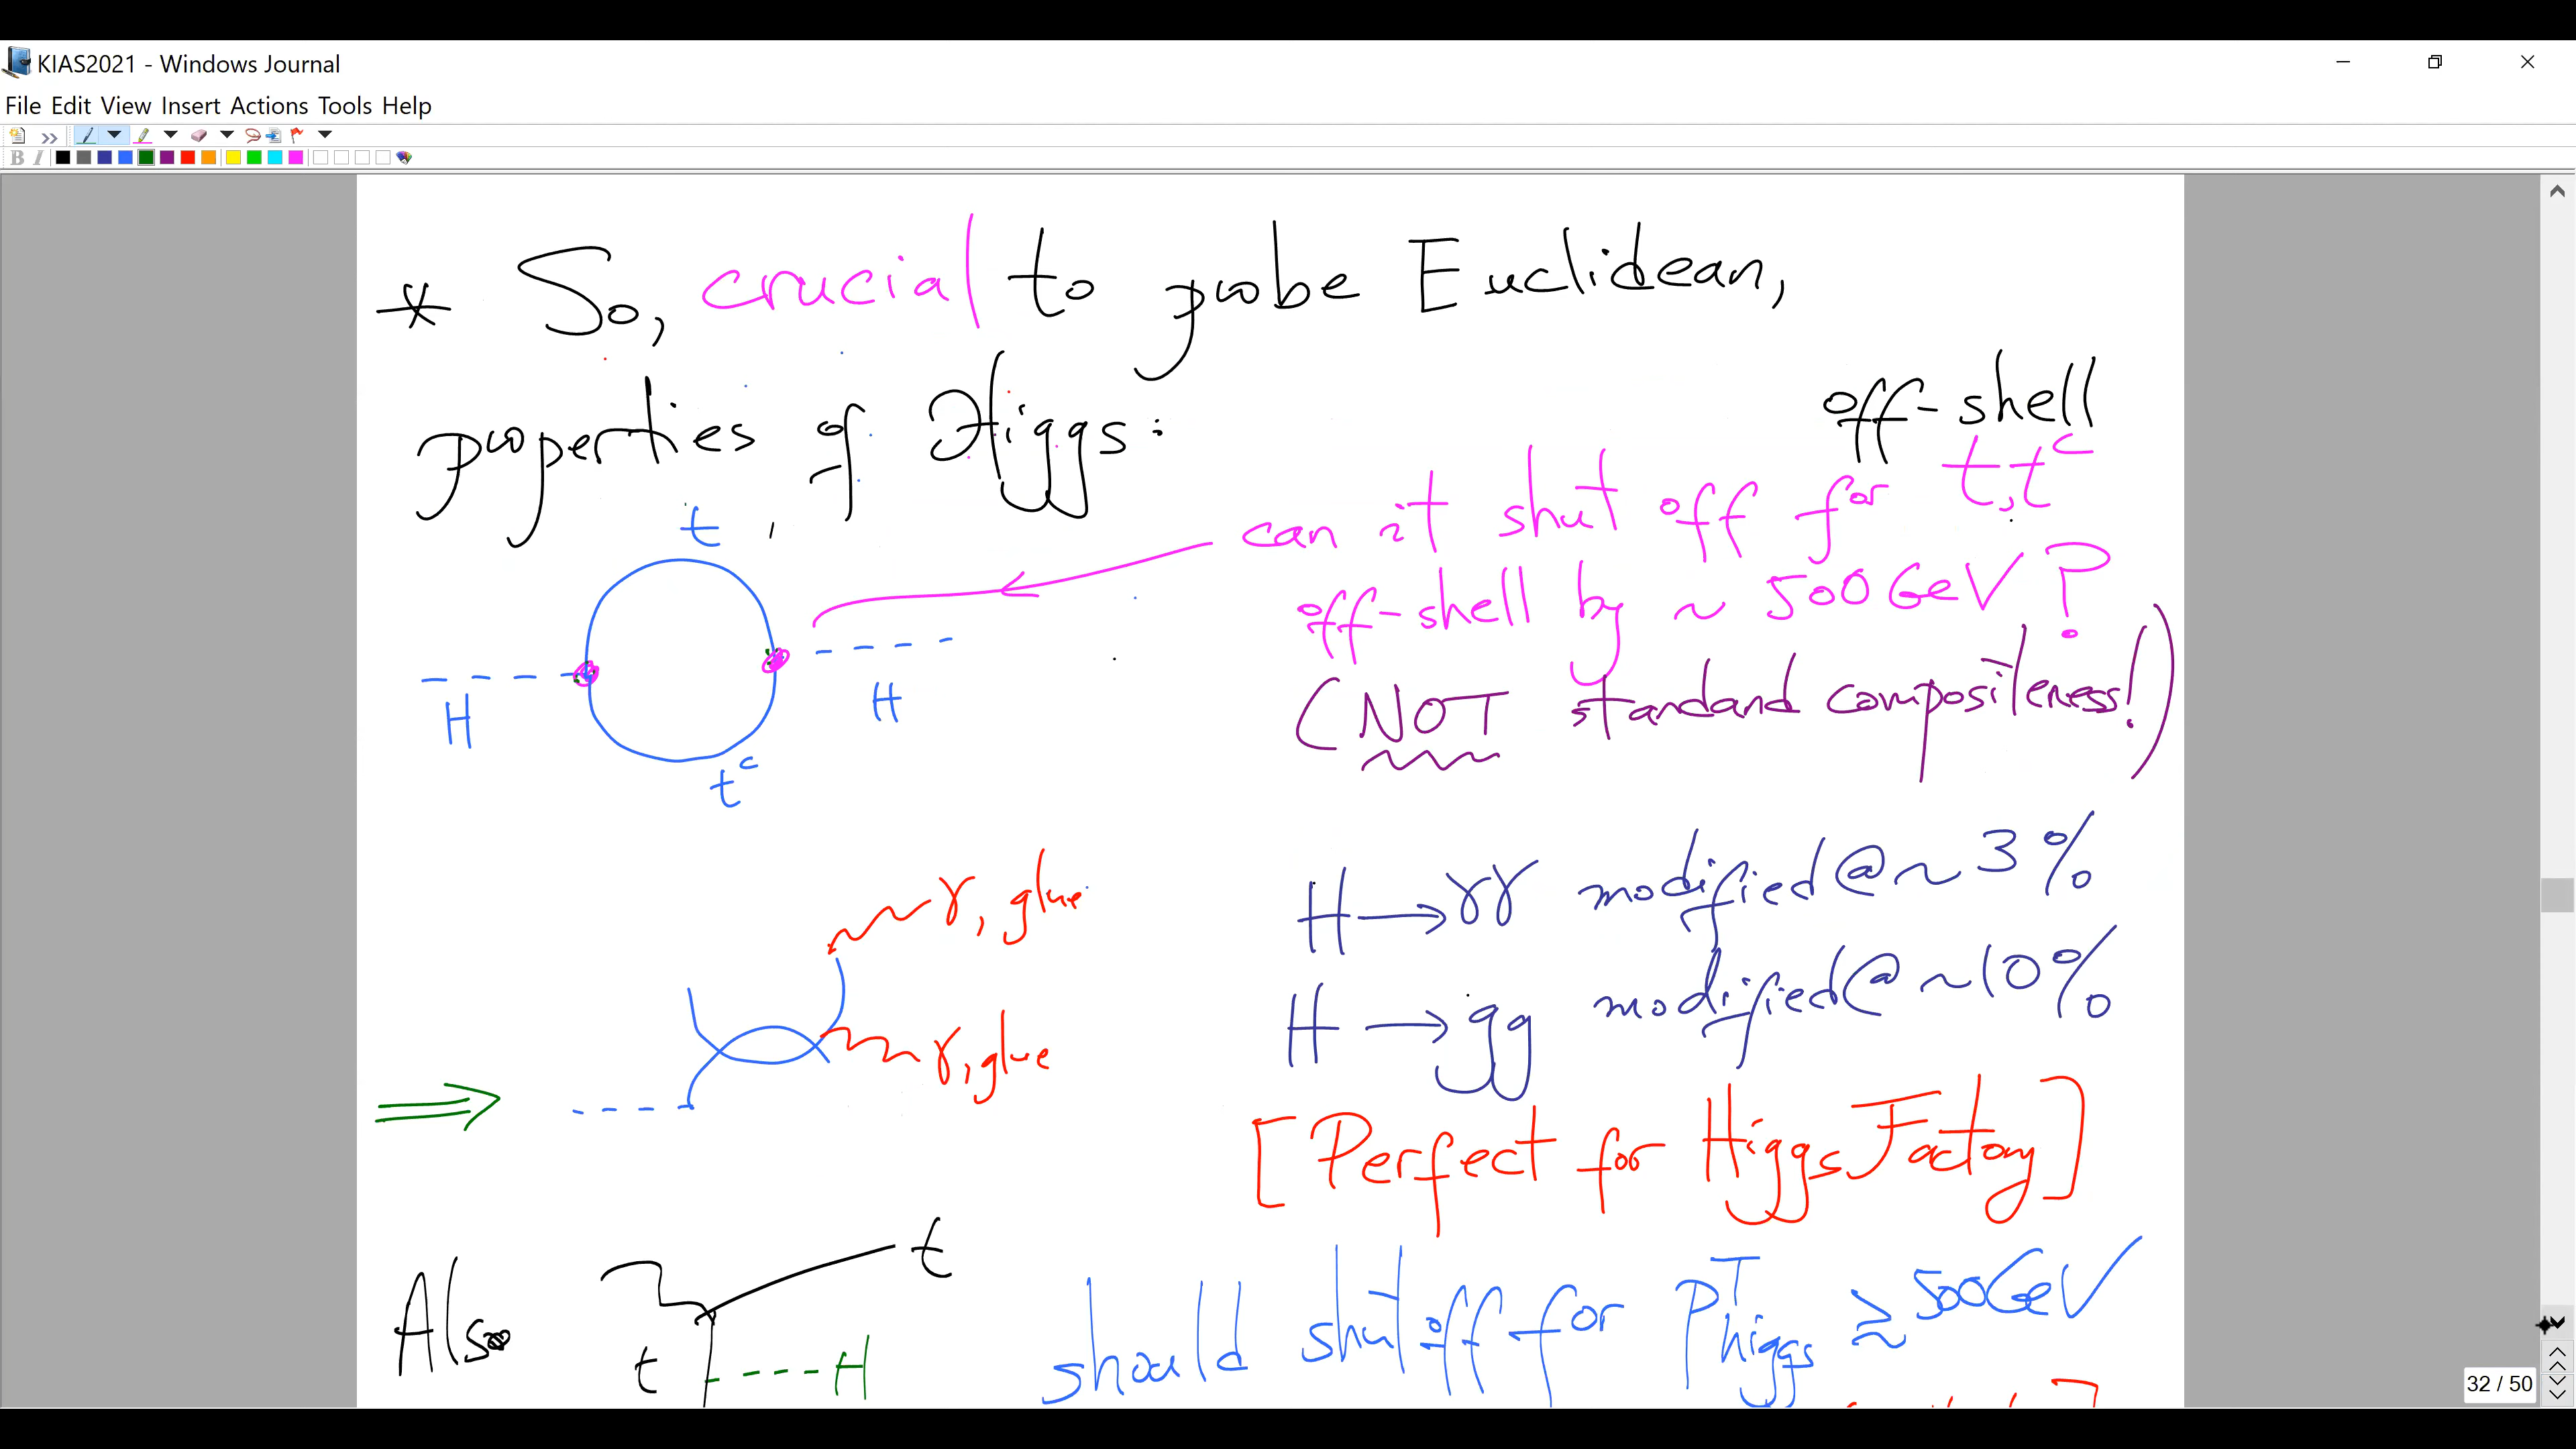 KIAS2021 - Windows Journal
File Edit View Insert Actions Tools Help
B I
* So, crucial to probe Euclidean,
off-shell
properties of Higgs:
t
can it shut off for t, t^c
off-shell by ~ 500 GeV?
(NOT standard compositeness!)
H
H
t^c
γ, glue
γ, glue
H → γγ modified @ ~ 3%
H → gg modified @ ~ 10%
[Perfect for Higgs Factory]
Also
t
t
H
should shut off for P^T_higgs ≳ 500 GeV
32 / 50